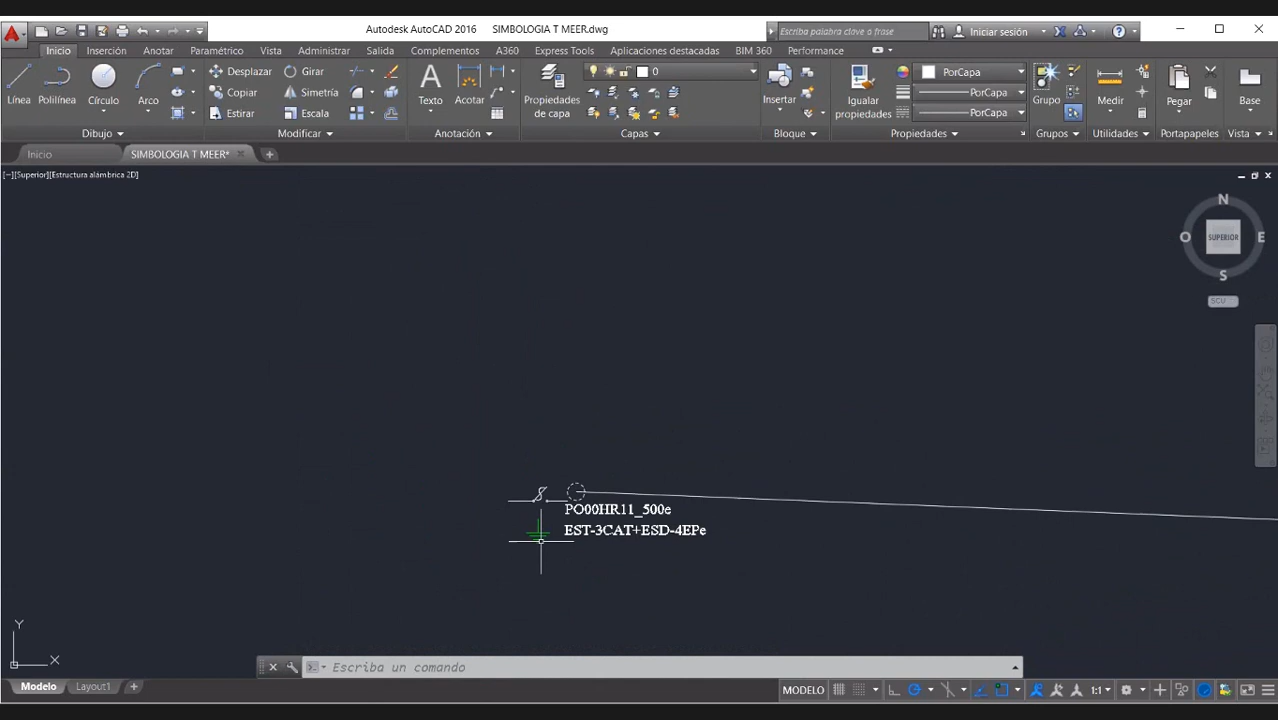 Autodesk AutoCAD 2016 SIMBOLOGIA T MEER.dwg
Escriba palabra clave o frase
Iniciar sesión
Inicio Inserción Anotar Paramétrico Vista Administrar Salida Complementos A360 Express Tools Aplicaciones destacadas BIM 360 Performance
Línea Polilínea Círculo Arco
Desplazar Girar
Copiar Simetría
Estirar Escala
Texto Acotar
Propiedades de capa
0
Insertar
Igualar propiedades
PorCapa
PorCapa
PorCapa
Grupo Medir Pegar Base
Dibujo Modificar Anotación Capas Bloque Propiedades Grupos Utilidades Portapapeles Vista
Inicio SIMBOLOGIA T MEER*
[−][Superior][Estructura alámbrica 2D]
N
O SUPERIOR E
S
SCU
8
PO00HR11_500e
EST-3CAT+ESD-4EPe
Y
X
Escriba un comando
Modelo Layout1
MODELO 1:1